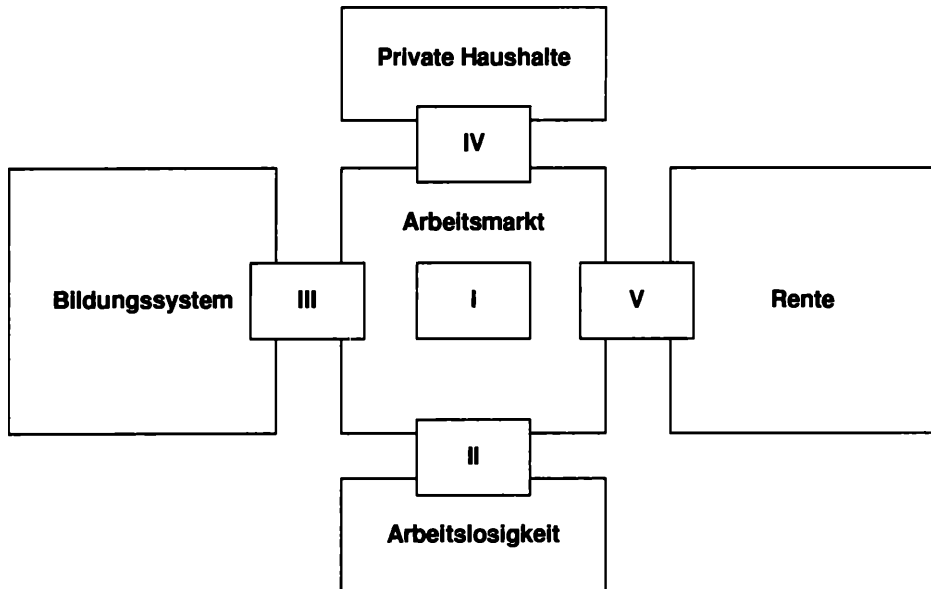 Private Haushalte
IV
Arbeitsmarkt
Bildungssystem
III
I
V
Rente
II
Arbeitslosigkeit